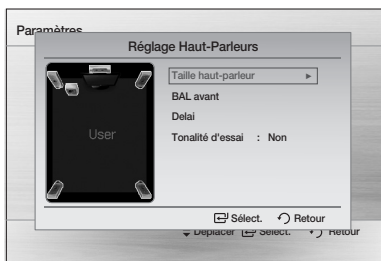 Paramètres
Réglage Haut-Parleurs
Taille haut-parleur ►
BAL avant
Delai
Tonalité d'essai : Non
User
Sélect. Retour
Déplacer Sélect. Retour